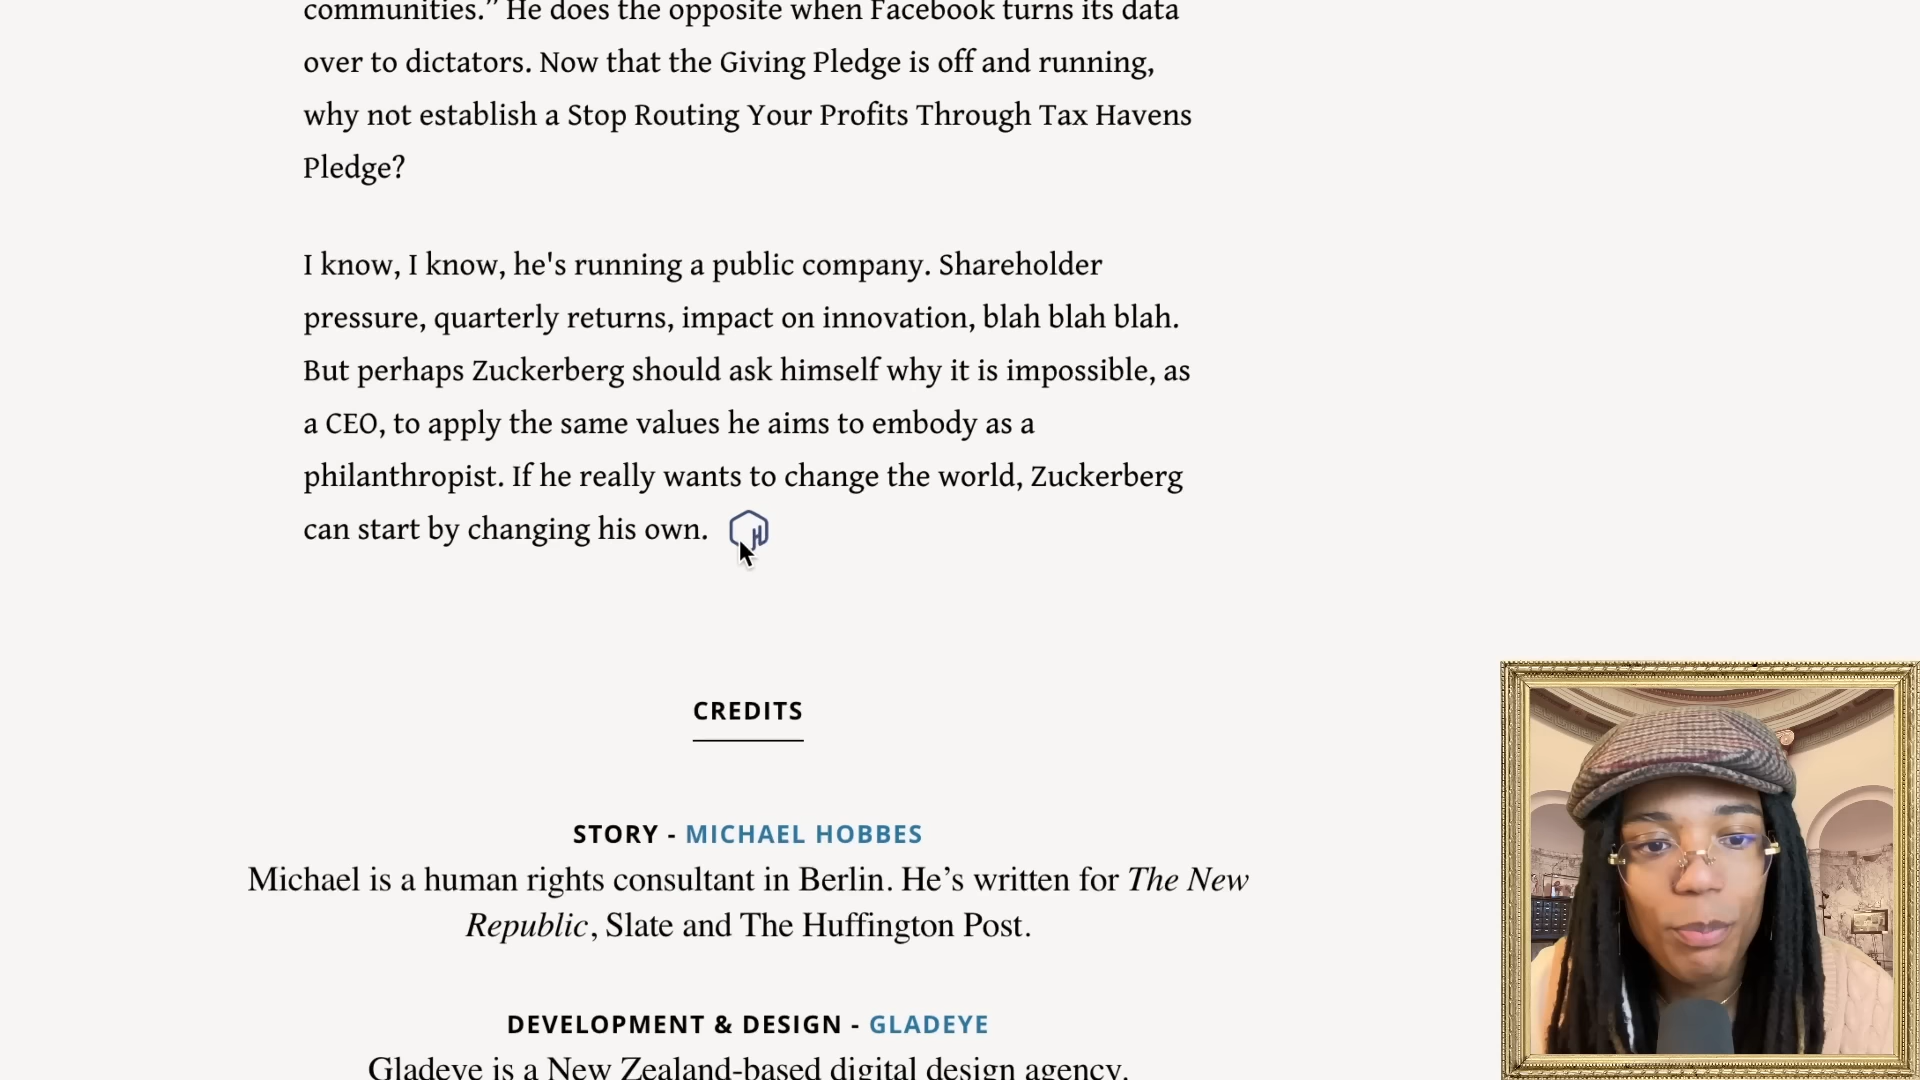 communities.” He does the opposite when Facebook turns its data
over to dictators. Now that the Giving Pledge is off and running,
why not establish a Stop Routing Your Profits Through Tax Havens
Pledge?
I know, I know, he's running a public company. Shareholder
pressure, quarterly returns, impact on innovation, blah blah blah.
But perhaps Zuckerberg should ask himself why it is impossible, as
a CEO, to apply the same values he aims to embody as a
philanthropist. If he really wants to change the world, Zuckerberg
can start by changing his own.
CREDITS
STORY - MICHAEL HOBBES
Michael is a human rights consultant in Berlin. He’s written for The New
Republic, Slate and The Huffington Post.
DEVELOPMENT & DESIGN - GLADEYE
Gladeye is a New Zealand-based digital design agency.